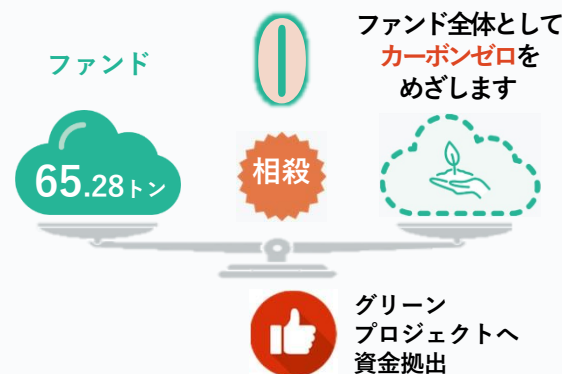 ファンド
0
ファンド全体として
カーボンゼロを
めざします
65.28トン
相殺
グリーン
プロジェクトへ
資金拠出